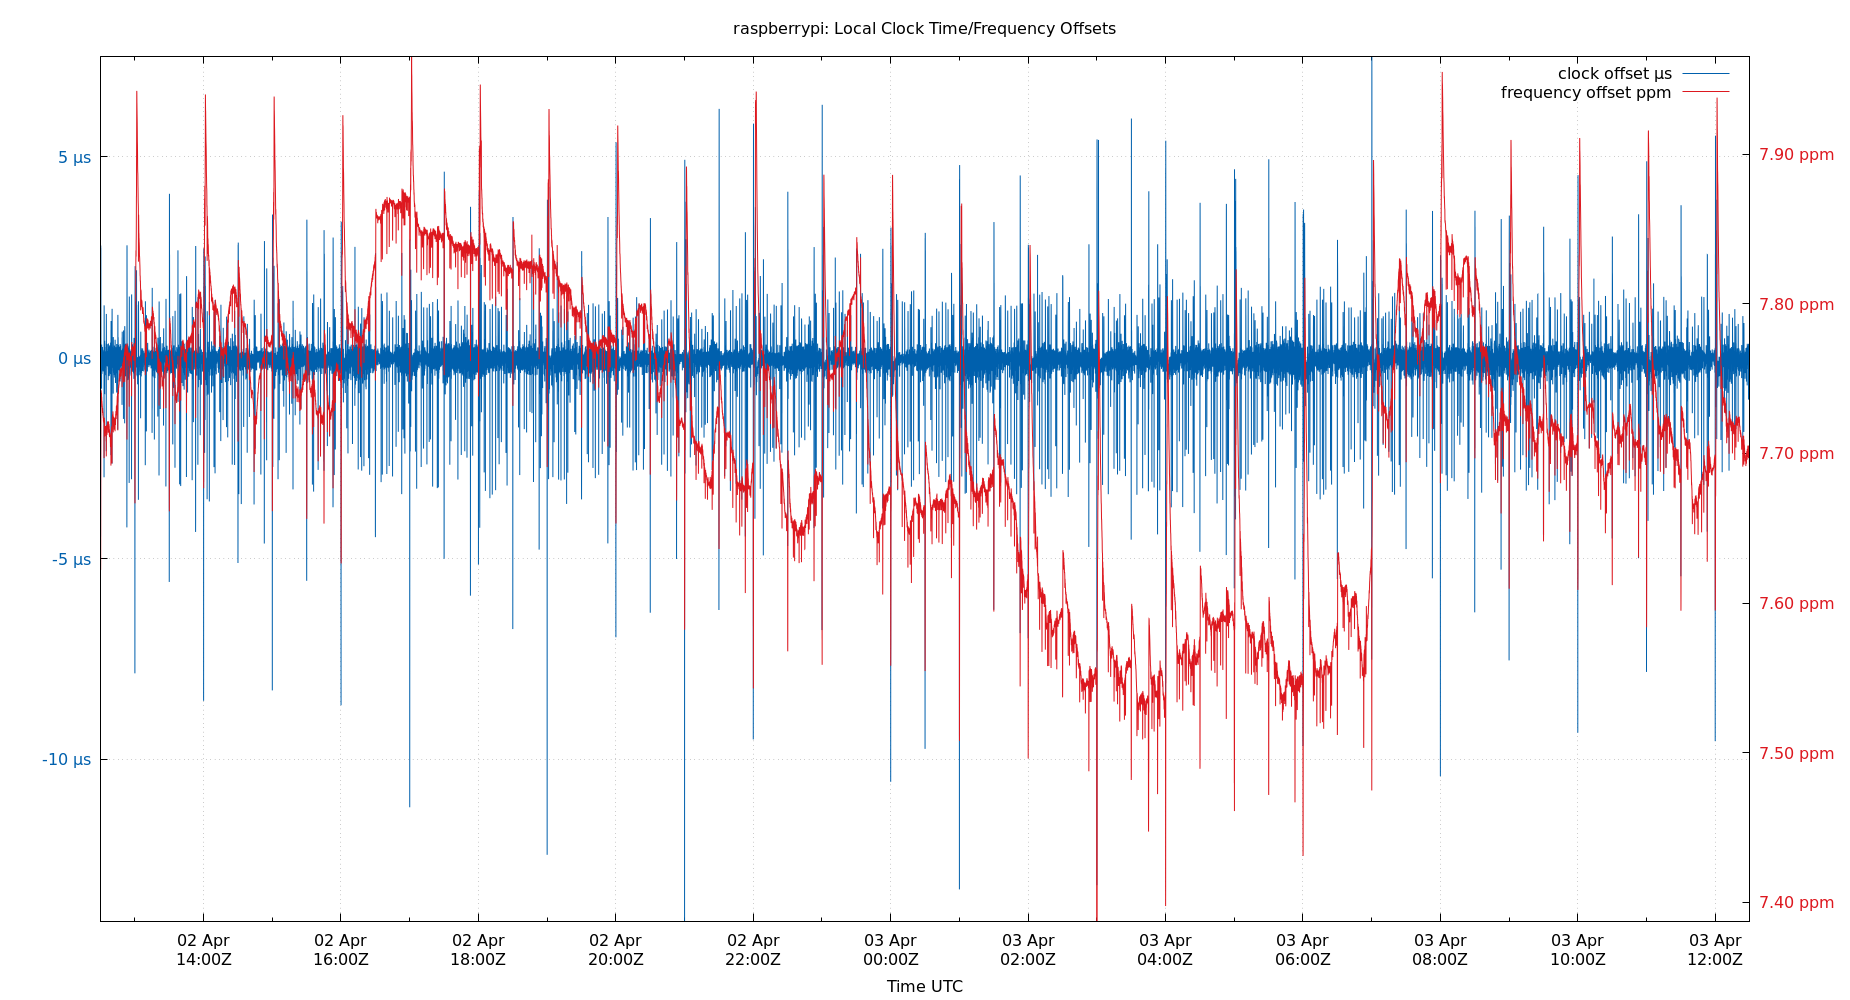 raspberrypi: Local Clock Time/Frequency Offsets
clock offset µs
frequency offset ppm
5 µs
0 µs
-5 µs
-10 µs
7.90 ppm
7.80 ppm
7.70 ppm
7.60 ppm
7.50 ppm
7.40 ppm
02 Apr 02 Apr 02 Apr 02 Apr 02 Apr 03 Apr 03 Apr 03 Apr 03 Apr 03 Apr 03 Apr 03 Apr
14:00Z 16:00Z 18:00Z 20:00Z 22:00Z 00:00Z 02:00Z 04:00Z 06:00Z 08:00Z 10:00Z 12:00Z
Time UTC